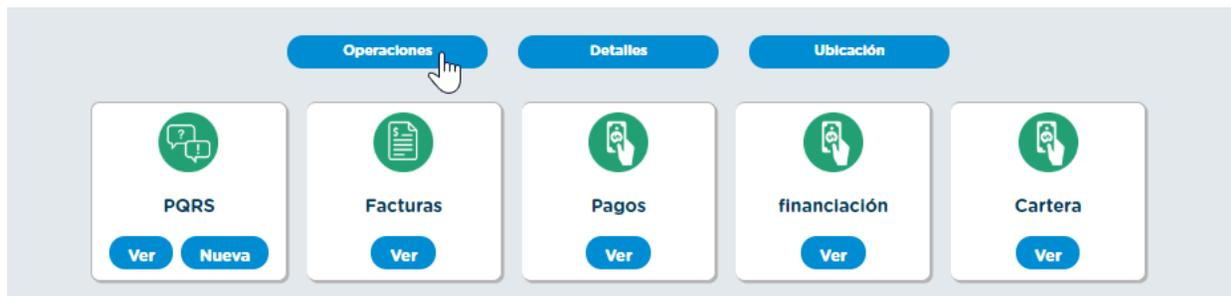 Operaciones Detalles Ubicación
PQRS Facturas Pagos financiación Cartera
Ver Nueva Ver Ver Ver Ver